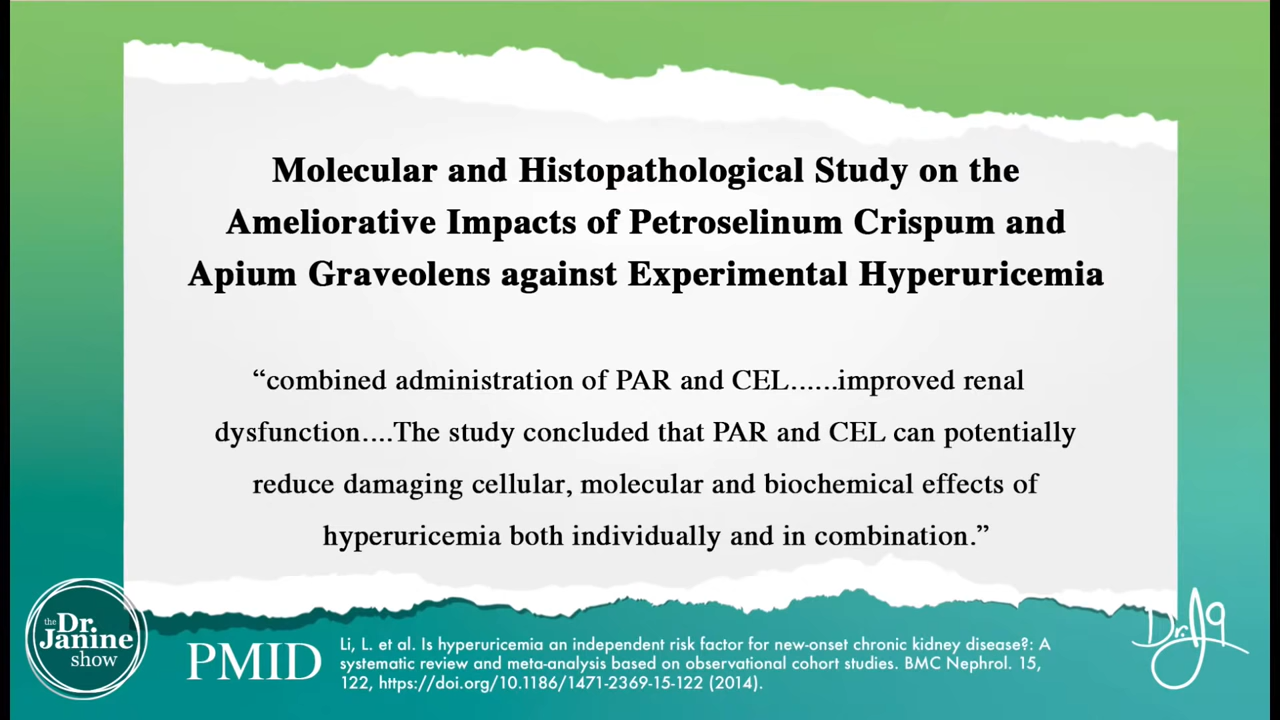 Molecular and Histopathological Study on the
Ameliorative Impacts of Petroselinum Crispum and
Apium Graveolens against Experimental Hyperuricemia
“combined administration of PAR and CEL......improved renal
dysfunction....The study concluded that PAR and CEL can potentially
reduce damaging cellular, molecular and biochemical effects of
hyperuricemia both individually and in combination.”
the
Dr.
Janine
show
PMID
Li, L. et al. Is hyperuricemia an independent risk factor for new-onset chronic kidney disease?: A
systematic review and meta-analysis based on observational cohort studies. BMC Nephrol. 15,
122, https://doi.org/10.1186/1471-2369-15-122 (2014).